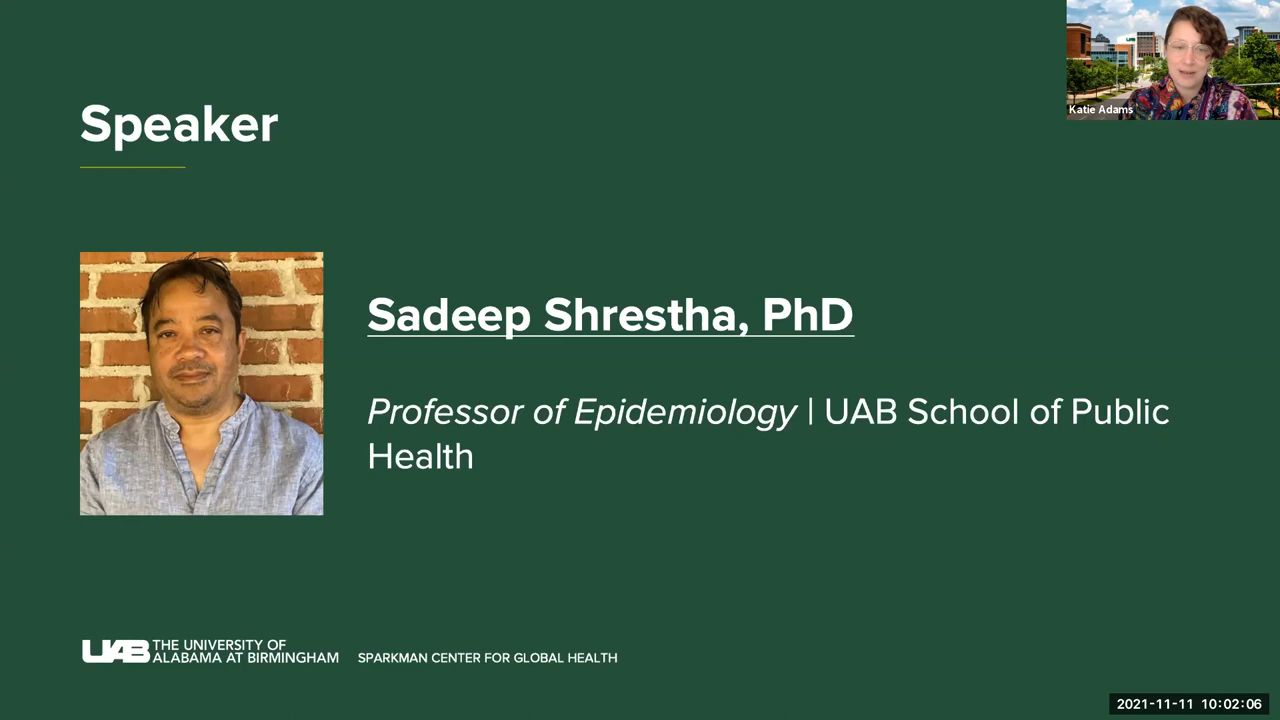 Speaker
Katie Adams
Sadeep Shrestha, PhD
Professor of Epidemiology | UAB School of Public
Health
UAB THE UNIVERSITY OF
ALABAMA AT BIRMINGHAM
SPARKMAN CENTER FOR GLOBAL HEALTH
2021-11-11 10:02:06